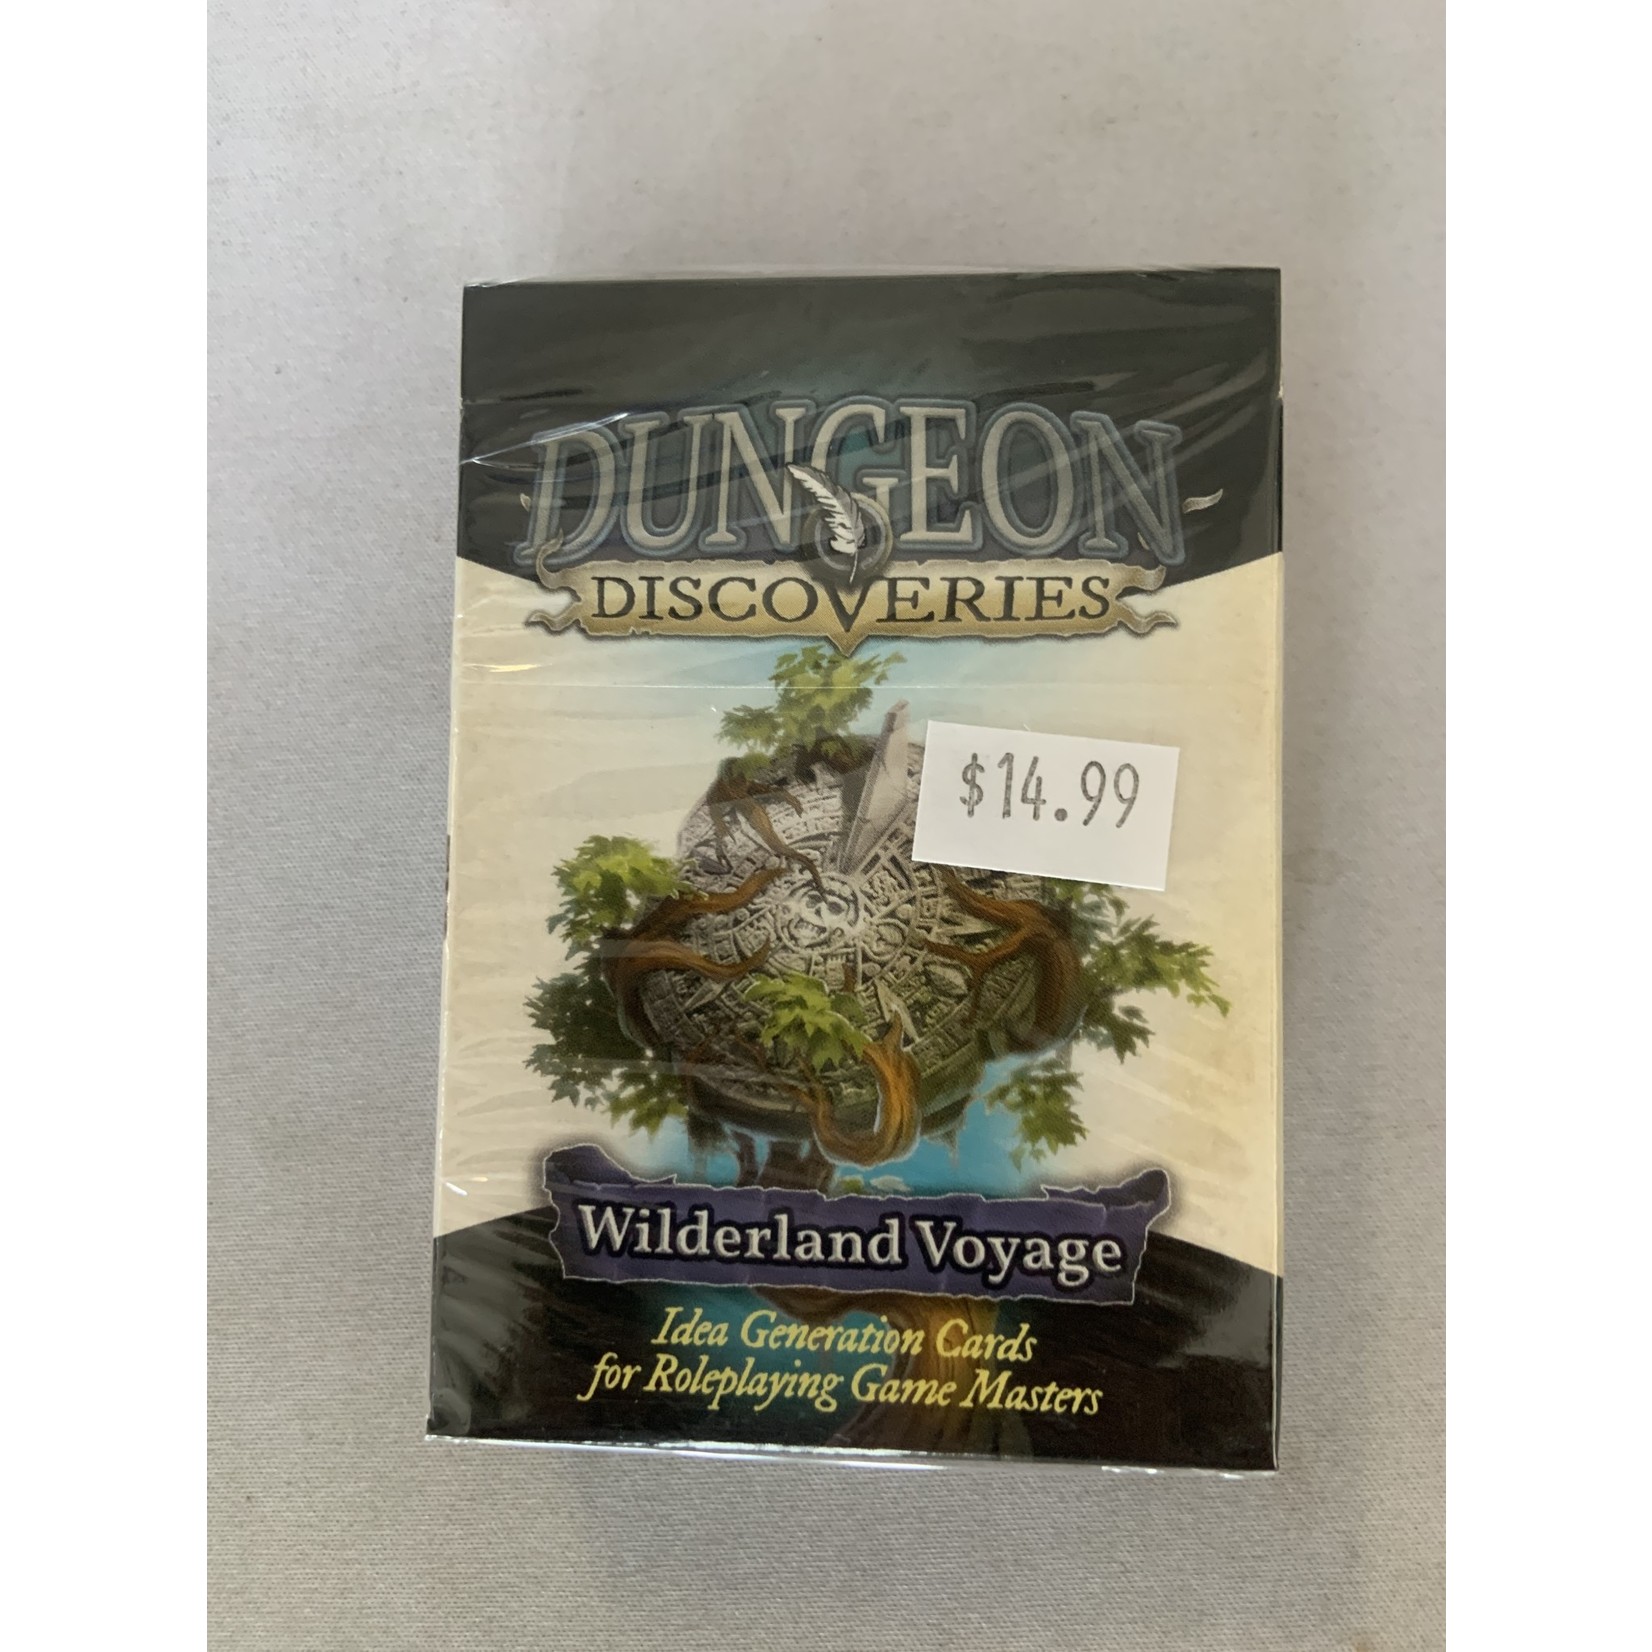 DUNGEON
DISCOVERIES
$14.99
Wilderland Voyage
Idea Generation Cards
for Roleplaying Game Masters